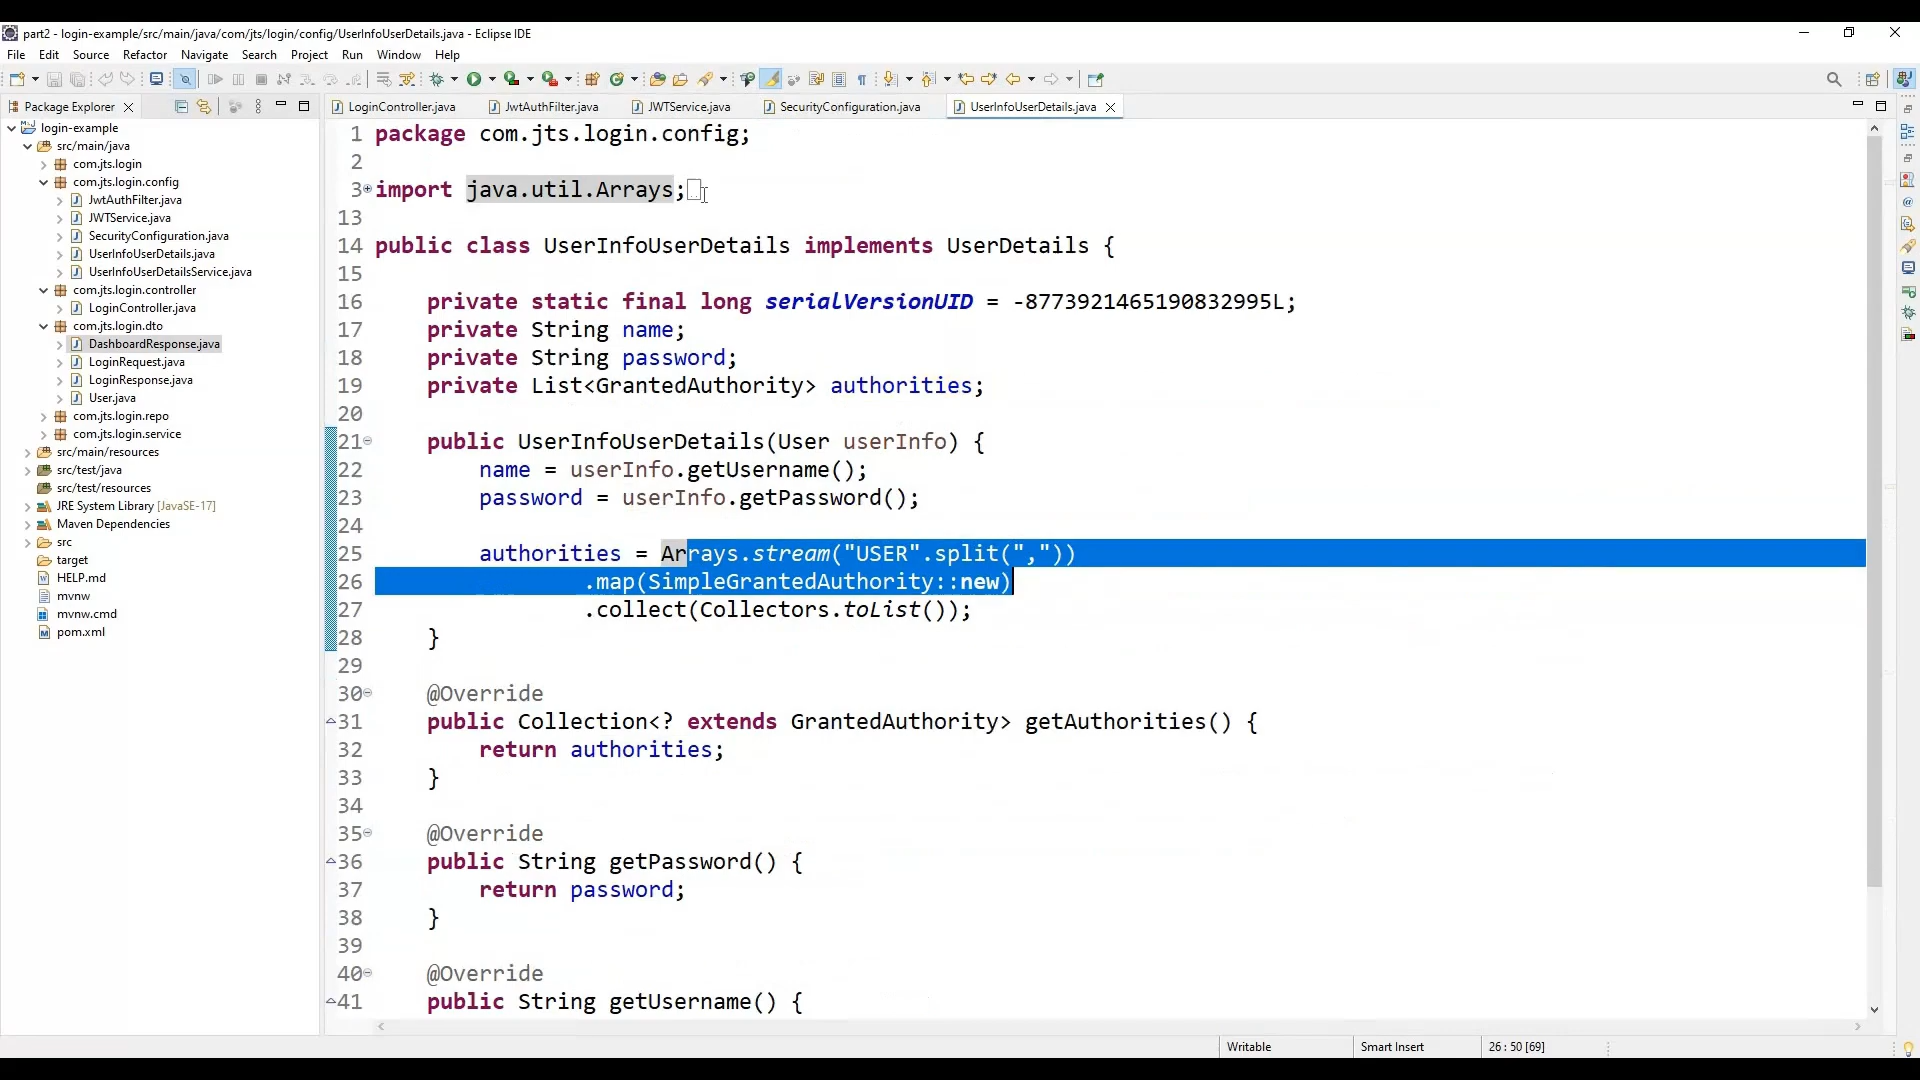 part2 - login-example/src/main/java/com/jts/login/config/UserInfoUserDetails.java - Eclipse IDE
File Edit Source Refactor Navigate Search Project Run Window Help
Package Explorer
LoginController.java JwtAuthFilter.java JWTService.java SecurityConfiguration.java UserInfoUserDetails.java
login-example
src/main/java
com.jts.login
com.jts.login.config
JwtAuthFilter.java
JWTService.java
SecurityConfiguration.java
UserInfoUserDetails.java
UserInfoUserDetailsService.java
com.jts.login.controller
LoginController.java
com.jts.login.dto
DashboardResponse.java
LoginRequest.java
LoginResponse.java
User.java
com.jts.login.repo
com.jts.login.service
src/main/resources
src/test/java
src/test/resources
JRE System Library [JavaSE-17]
Maven Dependencies
src
target
HELP.md
mvnw
mvnw.cmd
pom.xml
1 package com.jts.login.config;
2
3 import java.util.Arrays;
13
14 public class UserInfoUserDetails implements UserDetails {
15
16 private static final long serialVersionUID = -8773921465190832995L;
17 private String name;
18 private String password;
19 private List<GrantedAuthority> authorities;
20
21 public UserInfoUserDetails(User userInfo) {
22 name = userInfo.getUsername();
23 password = userInfo.getPassword();
24
25 authorities = Arrays.stream("USER".split(","))
26 .map(SimpleGrantedAuthority::new)
27 .collect(Collectors.toList());
28 }
29
30 @Override
31 public Collection<? extends GrantedAuthority> getAuthorities() {
32 return authorities;
33 }
34
35 @Override
36 public String getPassword() {
37 return password;
38 }
39
40 @Override
41 public String getUsername() {
Writable Smart Insert 26 : 50 [69]